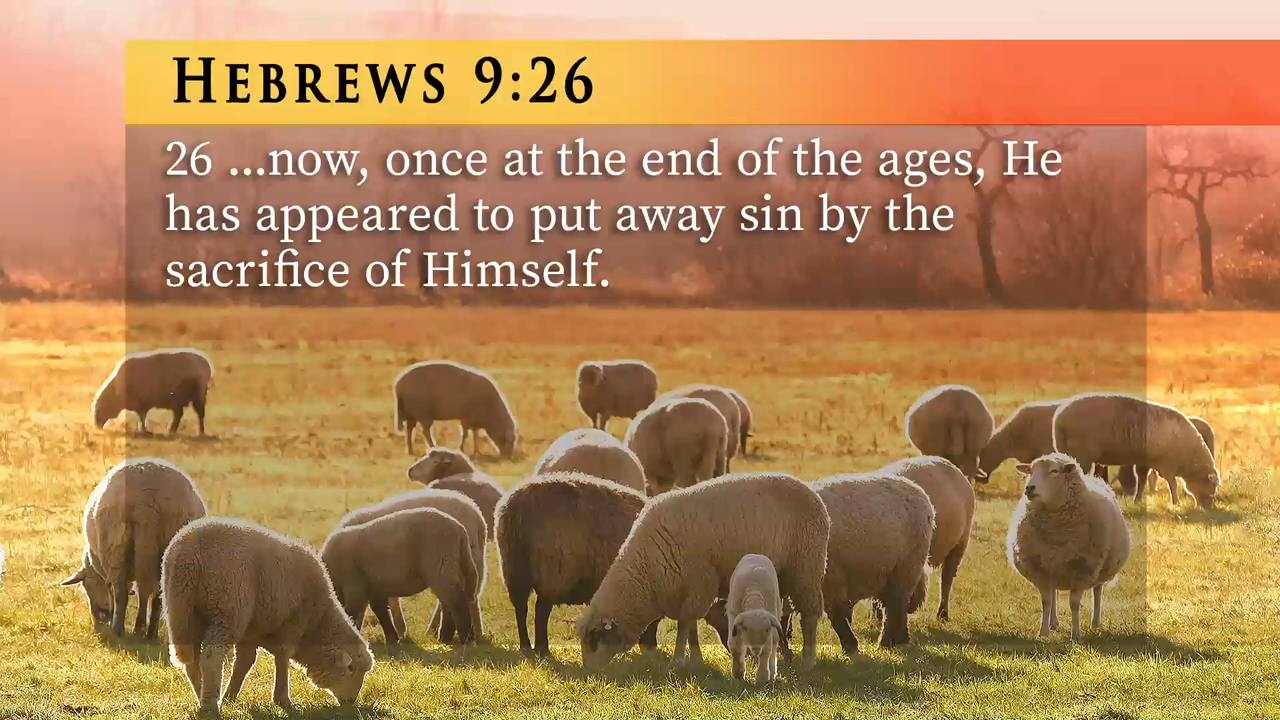 HEBREWS 9:26
26 ...now, once at the end of the ages, He
has appeared to put away sin by the
sacrifice of Himself.